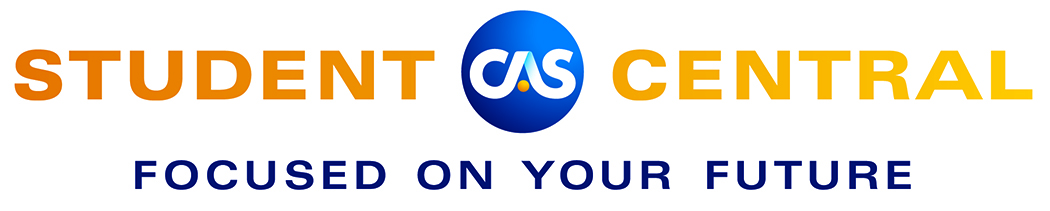 STUDENT CAS CENTRAL
FOCUSED ON YOUR FUTURE